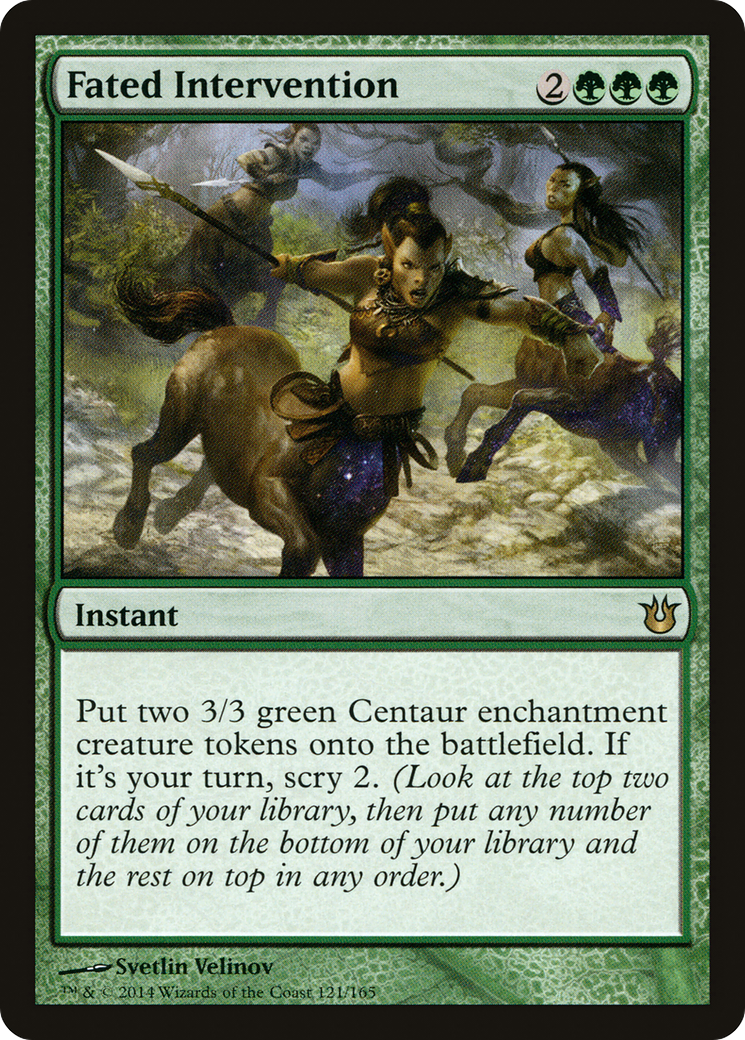 Fated Intervention 2
Instant
Put two 3/3 green Centaur enchantment
creature tokens onto the battlefield. If
it's your turn, scry 2. (Look at the top two
cards of your library, then put any number
of them on the bottom of your library and
the rest on top in any order.)
Svetlin Velinov
™ & © 2014 Wizards of the Coast 121/165